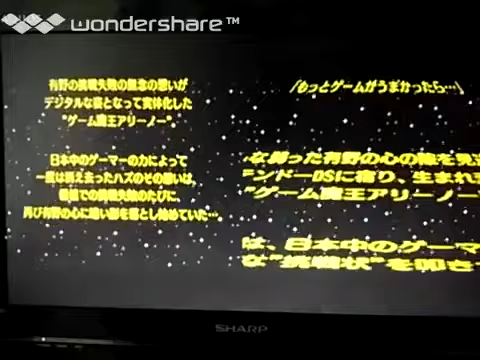 wondershare™
有野の挑戦失敗の無念の想いが
デジタルな姿となって実体化した
"ゲーム魔王アリーノー"。
日本中のゲーマーの力によって
一度は消え去ったハズのその想いは、
番組での挑戦失敗のたびに、
再び有野の心に暗い影を落とし始めていた…
「もっとゲームがうまかったら…」
な弱った有野の心の隙を見逃
ンドーDSに宿り、生まれ
"ゲーム魔王アリーノー
は、日本中のゲーマ
な"挑戦状"を叩き
SHARP